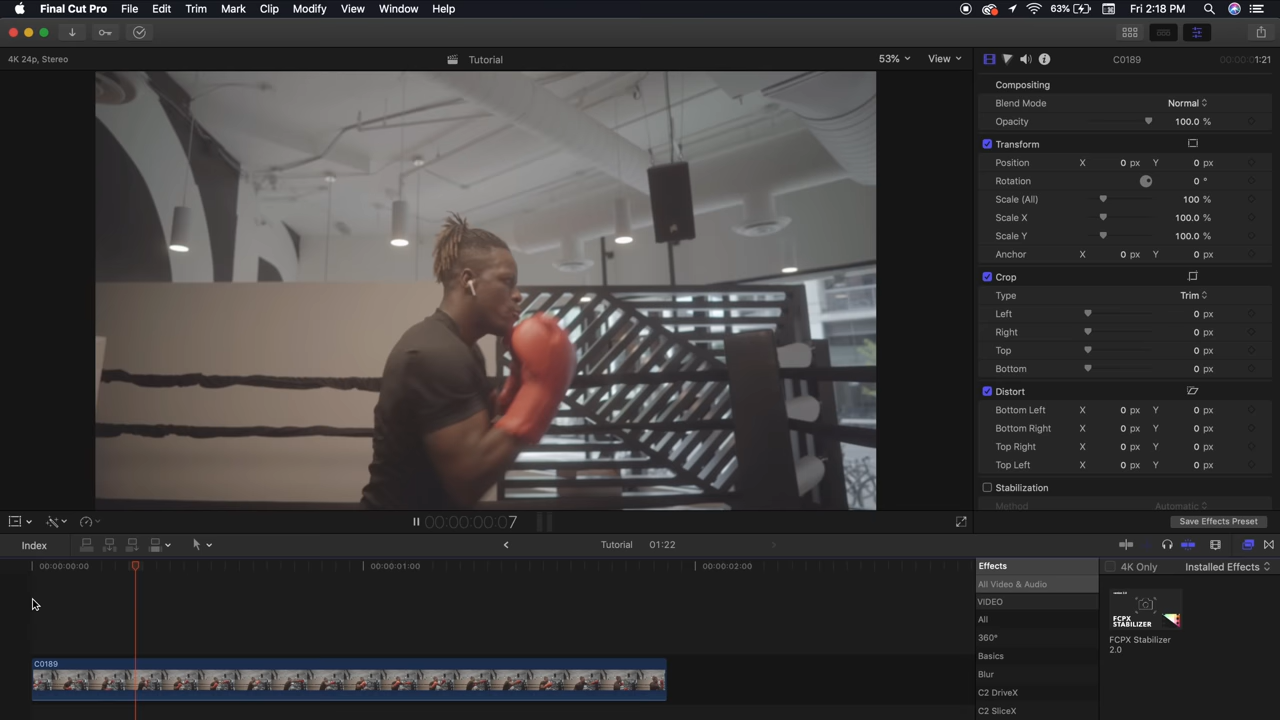 Final Cut Pro File Edit Trim Mark Clip Modify View Window Help 63% Fri 2:18 PM
4K 24p, Stereo Tutorial 53% View C0189 00:00:00:01:21
Compositing
Blend Mode Normal
Opacity 100.0 %
Transform
Position X 0 px Y 0 px
Rotation 0 °
Scale (All) 100 %
Scale X 100.0 %
Scale Y 100.0 %
Anchor X 0 px Y 0 px
Crop
Type Trim
Left 0 px
Right 0 px
Top 0 px
Bottom 0 px
Distort
Bottom Left X 0 px Y 0 px
Bottom Right X 0 px Y 0 px
Top Right X 0 px Y 0 px
Top Left X 0 px Y 0 px
Stabilization
Method Automatic
00:00:00:07 Save Effects Preset
Index Tutorial 01:22
00:00:00:00 00:00:01:00 00:00:02:00
Effects 4K Only Installed Effects
All Video & Audio
VIDEO
All
360°
Basics
Blur
C2 DriveX
C2 SliceX
FCPX
STABILIZER
FCPX Stabilizer
2.0
C0189